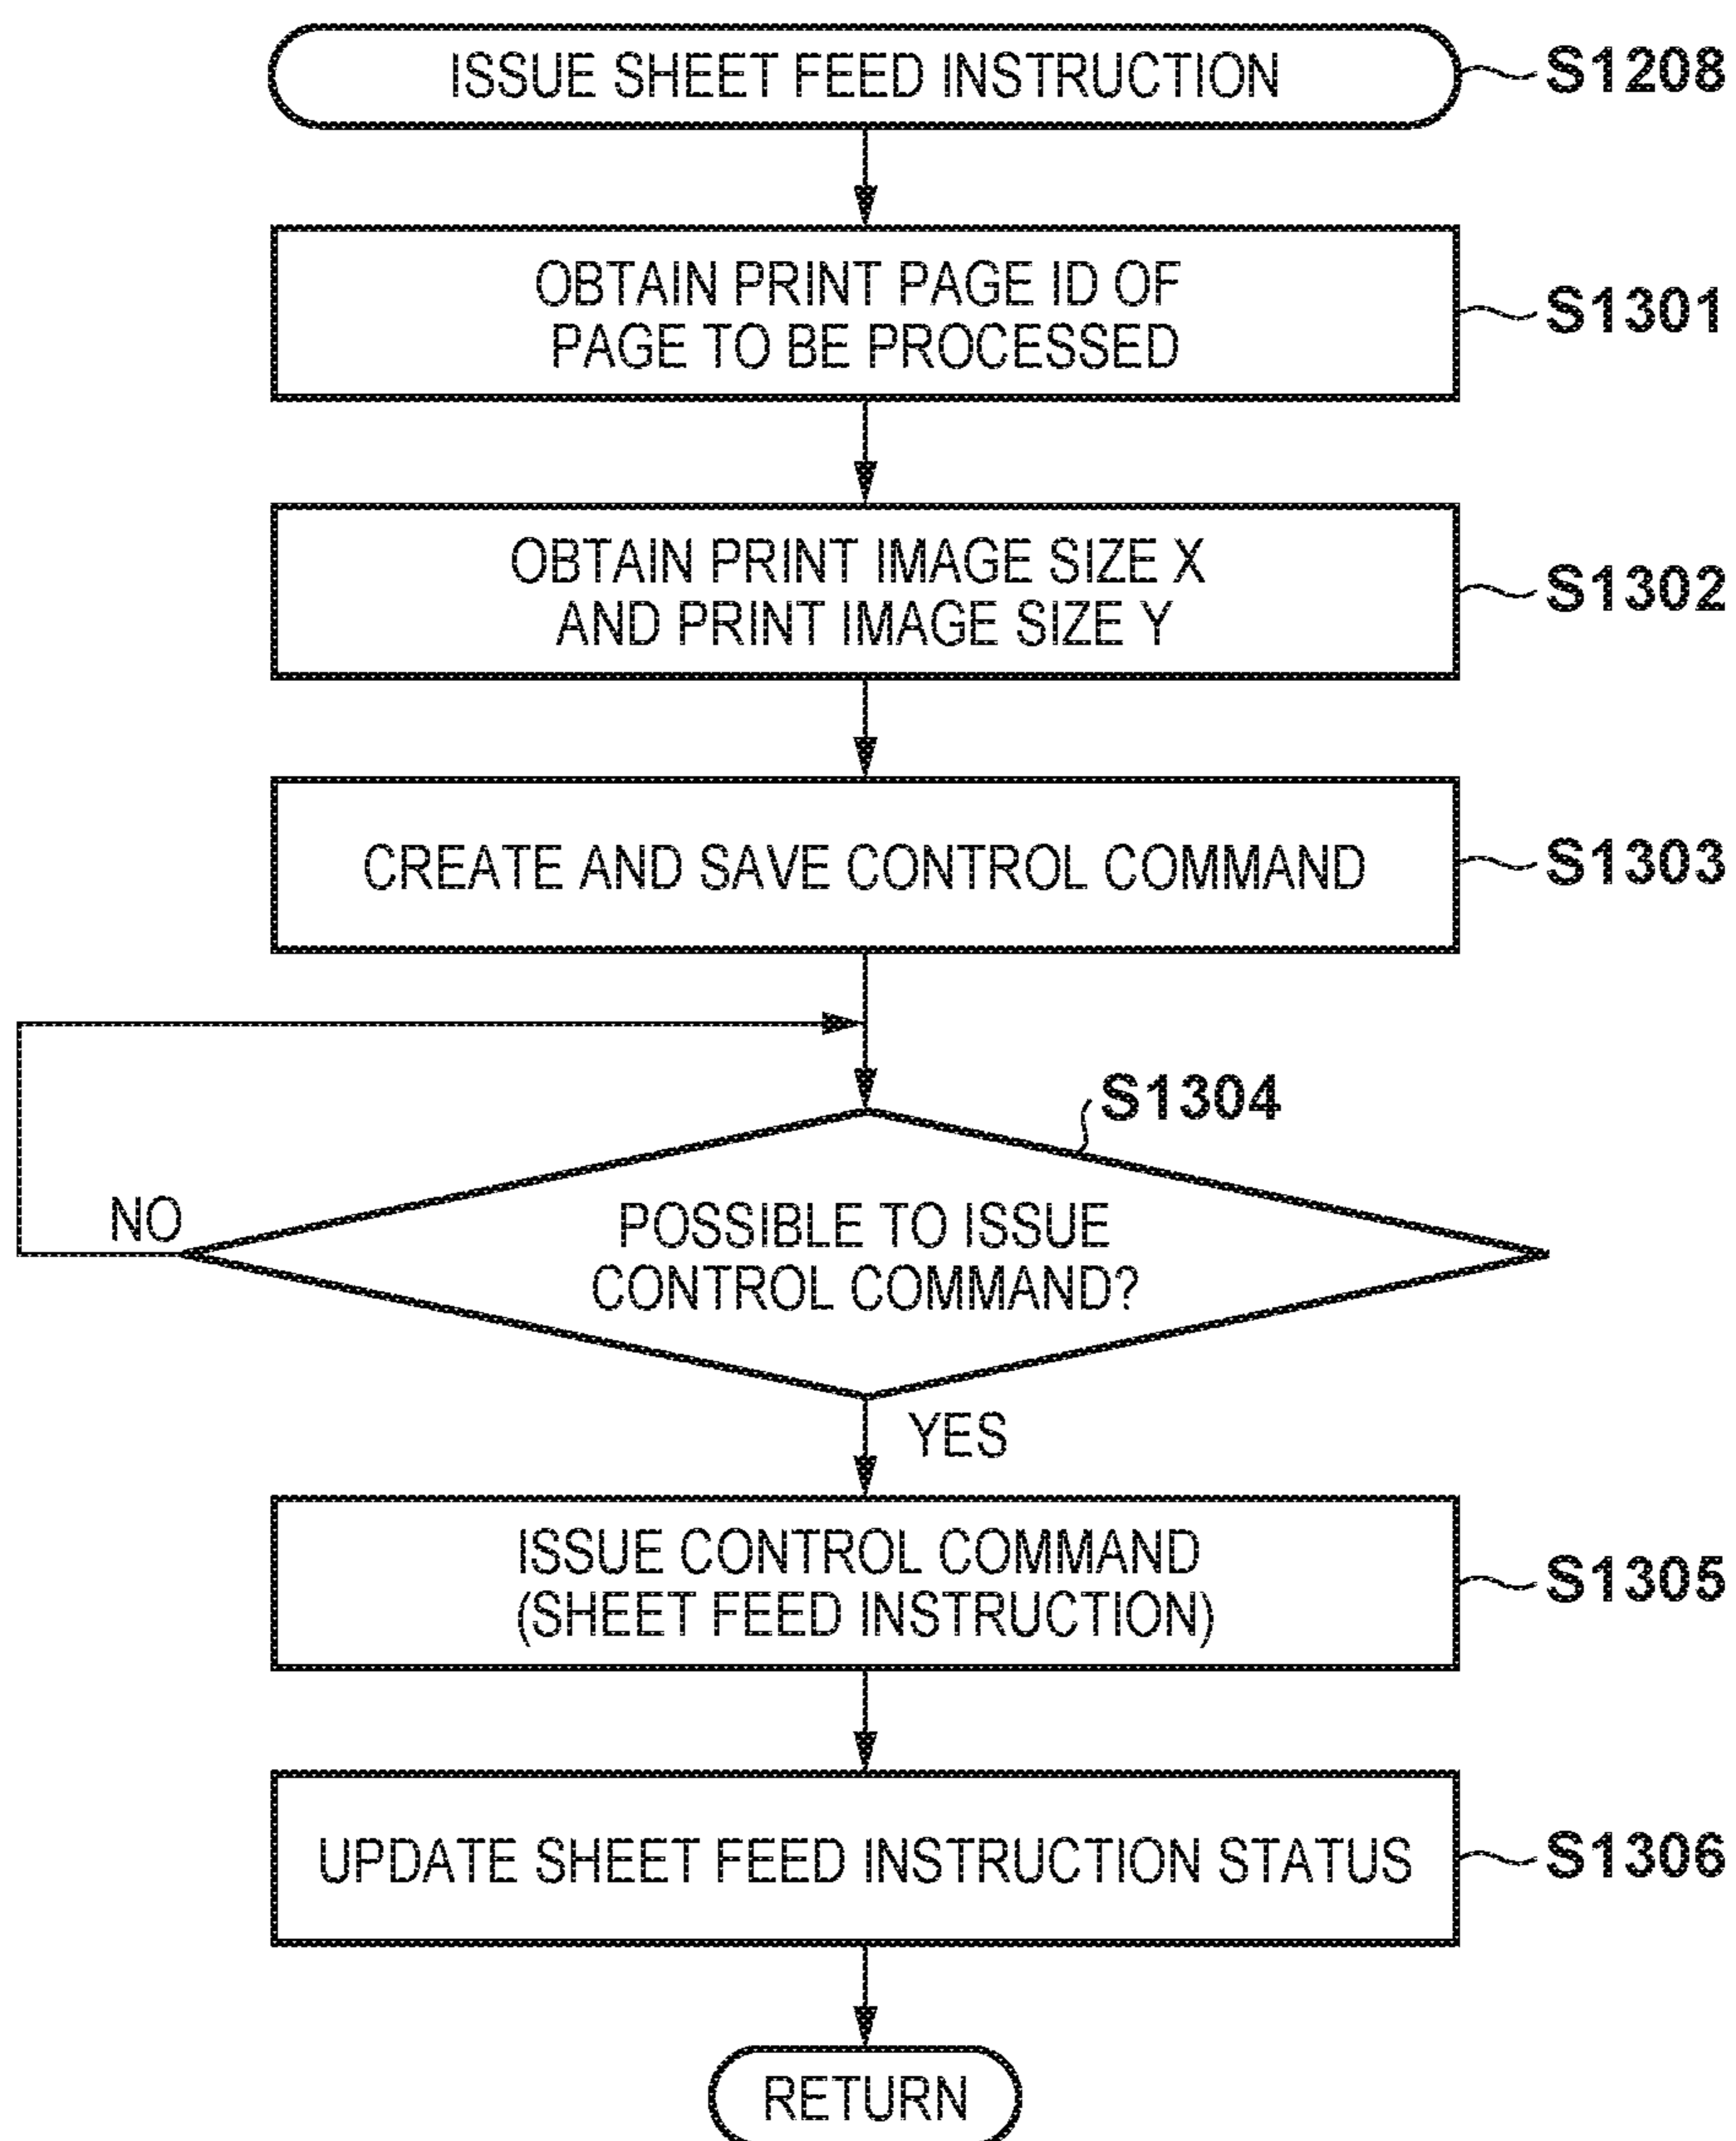 ISSUE SHEET FEED INSTRUCTION
S1208
OBTAIN PRINT PAGE ID OF
PAGE TO BE PROCESSED
S1301
OBTAIN PRINT IMAGE SIZE X
AND PRINT IMAGE SIZE Y
S1302
CREATE AND SAVE CONTROL COMMAND
S1303
S1304
NO
POSSIBLE TO ISSUE
CONTROL COMMAND?
YES
ISSUE CONTROL COMMAND
(SHEET FEED INSTRUCTION)
S1305
UPDATE SHEET FEED INSTRUCTION STATUS
S1306
RETURN